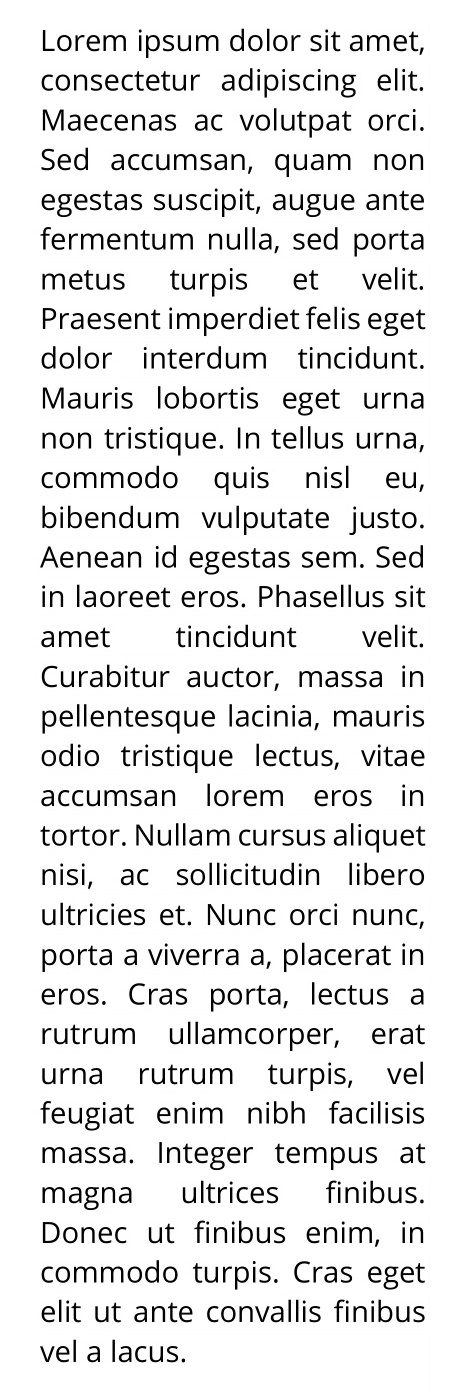 Lorem ipsum dolor sit amet,
consectetur adipiscing elit.
Maecenas ac volutpat orci.
Sed accumsan, quam non
egestas suscipit, augue ante
fermentum nulla, sed porta
metus turpis et velit.
Praesent imperdiet felis eget
dolor interdum tincidunt.
Mauris lobortis eget urna
non tristique. In tellus urna,
commodo quis nisl eu,
bibendum vulputate justo.
Aenean id egestas sem. Sed
in laoreet eros. Phasellus sit
amet tincidunt velit.
Curabitur auctor, massa in
pellentesque lacinia, mauris
odio tristique lectus, vitae
accumsan lorem eros in
tortor. Nullam cursus aliquet
nisi, ac sollicitudin libero
ultricies et. Nunc orci nunc,
porta a viverra a, placerat in
eros. Cras porta, lectus a
rutrum ullamcorper, erat
urna rutrum turpis, vel
feugiat enim nibh facilisis
massa. Integer tempus at
magna ultrices finibus.
Donec ut finibus enim, in
commodo turpis. Cras eget
elit ut ante convallis finibus
vel a lacus.